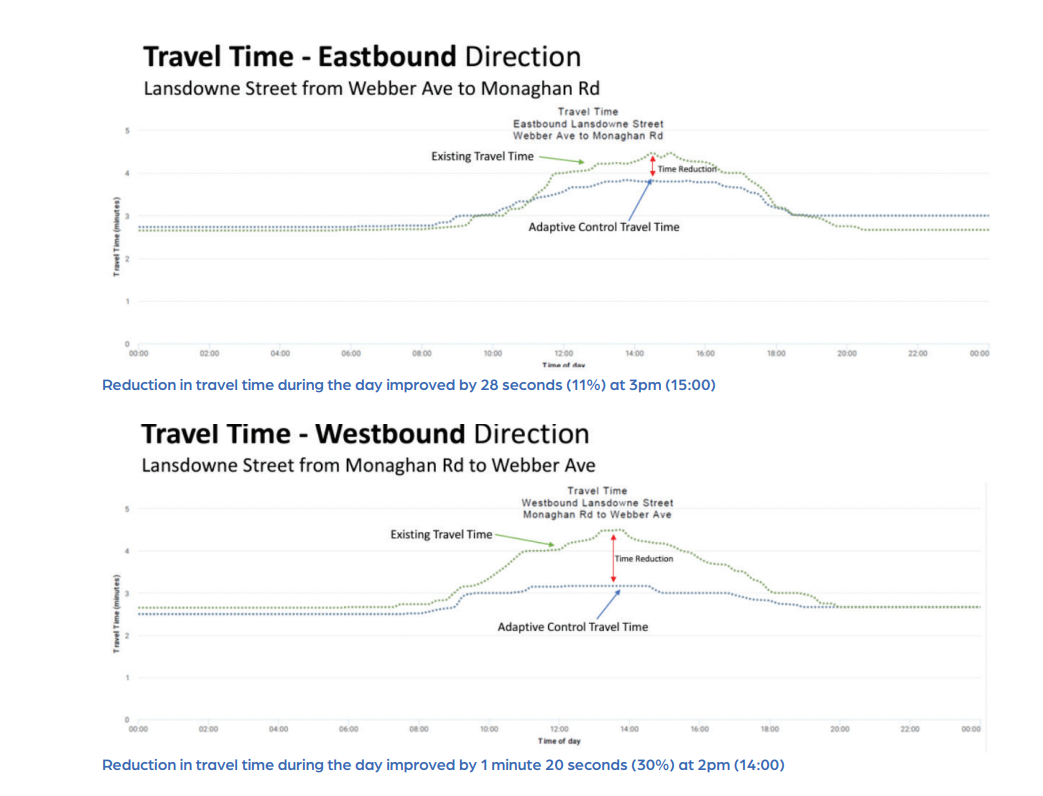 Travel Time - Eastbound Direction
Lansdowne Street from Webber Ave to Monaghan Rd
Travel Time
Eastbound Lansdowne Street
Webber Ave to Monaghan Rd
5
Existing Travel Time
Time Reduction
4
Travel Time (minutes)
3
Adaptive Control Travel Time
2
1
0
00:00 02:00 04:00 06:00 08:00 10:00 12:00 14:00 16:00 18:00 20:00 22:00 00:00
Time of day
Reduction in travel time during the day improved by 28 seconds (11%) at 3pm (15:00)
Travel Time - Westbound Direction
Lansdowne Street from Monaghan Rd to Webber Ave
Travel Time
Westbound Lansdowne Street
Monaghan Rd to Webber Ave
5
Existing Travel Time
4
Time Reduction
Travel Time (minutes)
3
Adaptive Control Travel Time
2
1
0
00:00 02:00 04:00 06:00 08:00 10:00 12:00 14:00 16:00 18:00 20:00 22:00 00:00
Time of day
Reduction in travel time during the day improved by 1 minute 20 seconds (30%) at 2pm (14:00)